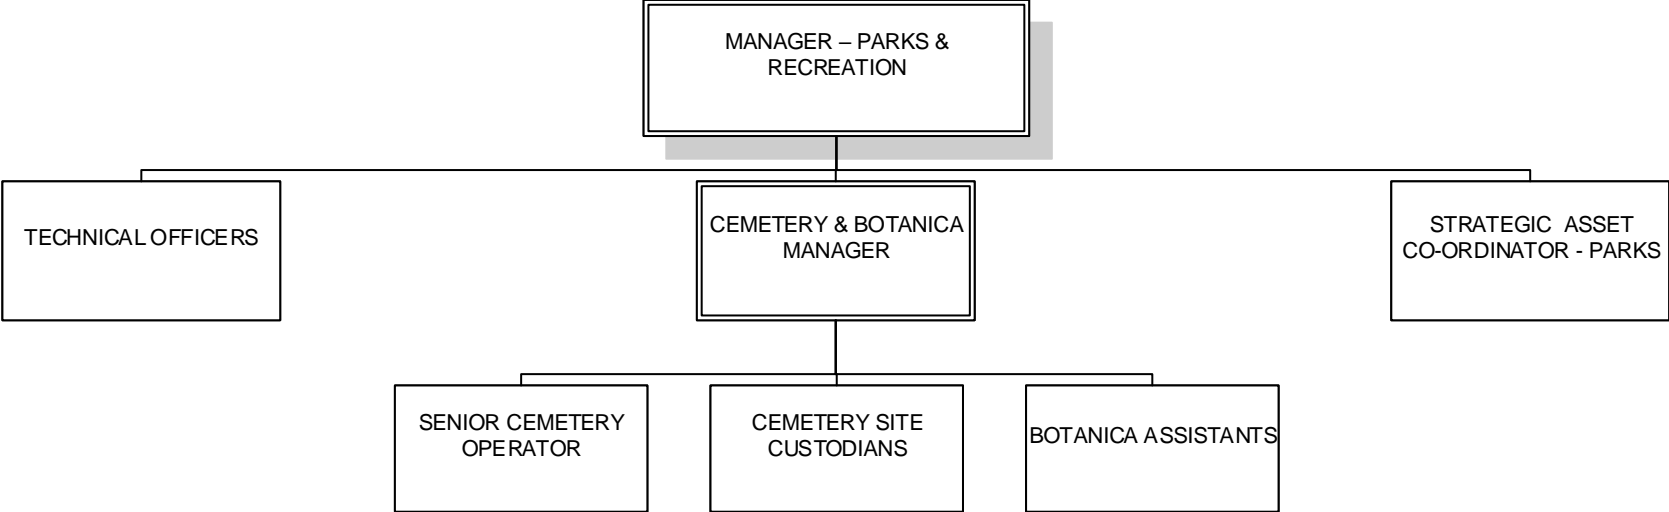 MANAGER – PARKS &
RECREATION
TECHNICAL OFFICERS
CEMETERY & BOTANICA
MANAGER
STRATEGIC ASSET
CO-ORDINATOR - PARKS
SENIOR CEMETERY
OPERATOR
CEMETERY SITE
CUSTODIANS
BOTANICA ASSISTANTS